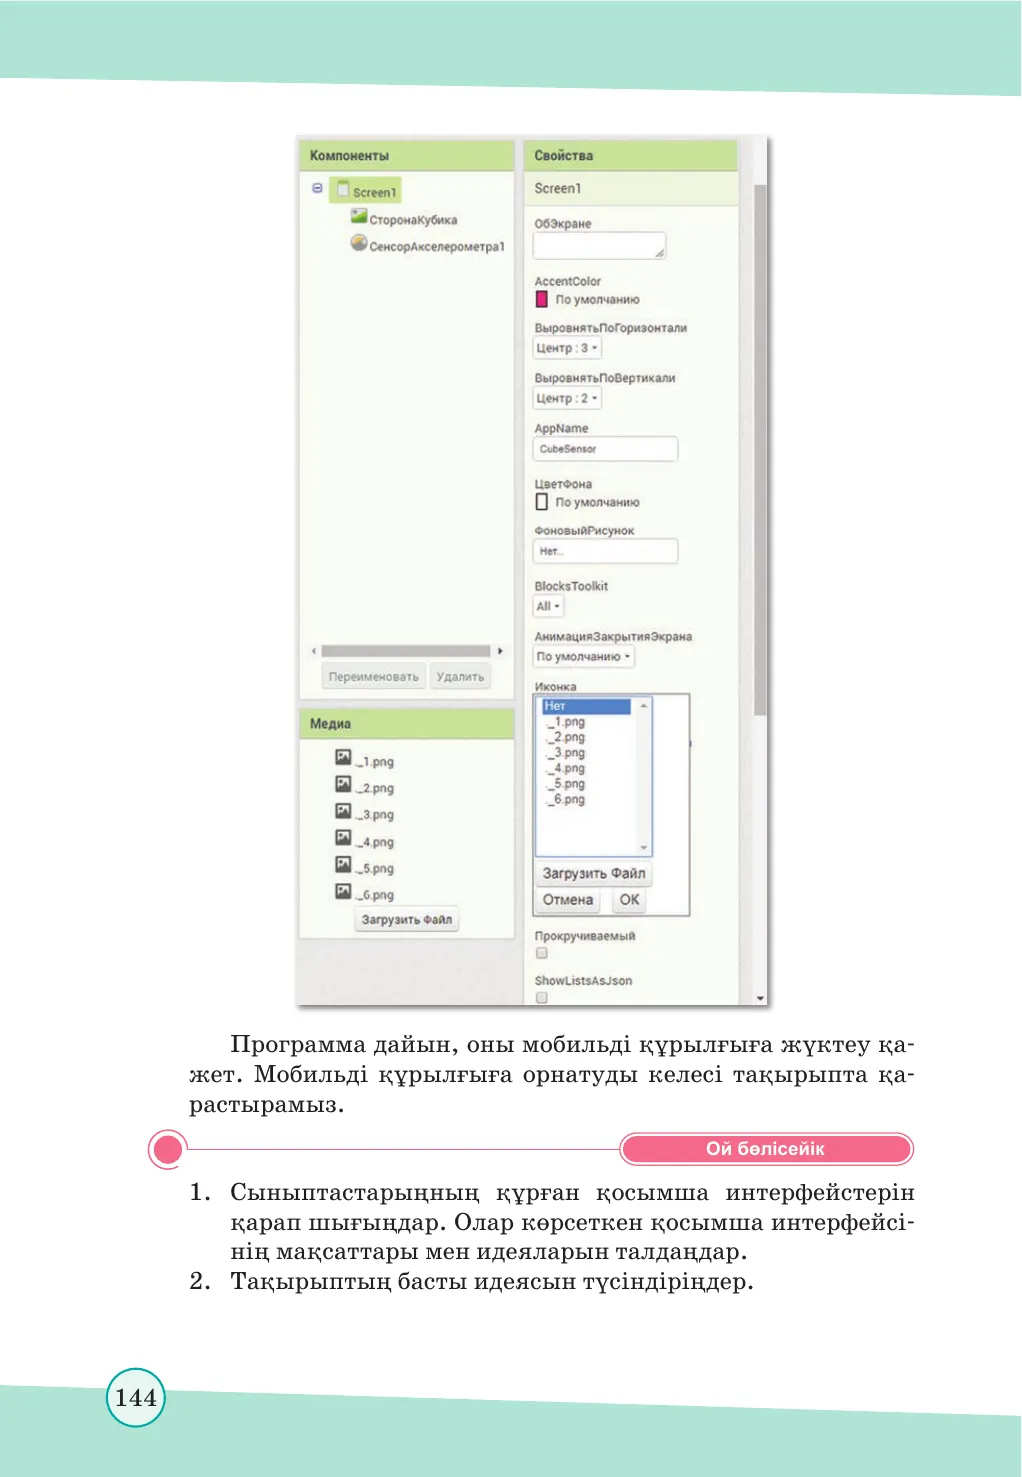 Компоненты
Screen1
СторонаКубика
СенсорАкселерометра1
Переименовать Удалить
Медиа
._1.png
._2.png
._3.png
._4.png
._5.png
._6.png
Загрузить Файл
Свойства
Screen1
ОбЭкране
AccentColor
По умолчанию
ВыровнятьПоГоризонтали
Центр : 3
ВыровнятьПоВертикали
Центр : 2
AppName
CubeSensor
ЦветФона
По умолчанию
ФоновыйРисунок
Нет...
BlocksToolkit
All
АнимацияЗакрытияЭкрана
По умолчанию
Иконка
Нет
._1.png
._2.png
._3.png
._4.png
._5.png
._6.png
Загрузить Файл
Отмена OK
Прокручиваемый
ShowListsAsJson
Программа дайын, оны мобильді құрылғыға жүктеу қа-
жет. Мобильді құрылғыға орнатуды келесі тақырыпта қа-
растырамыз.
Ой бөлісейік
1. Сыныптастарыңның құрған қосымша интерфейстерін
қарап шығыңдар. Олар көрсеткен қосымша интерфейсі-
нің мақсаттары мен идеяларын талдаңдар.
2. Тақырыптың басты идеясын түсіндіріңдер.
144